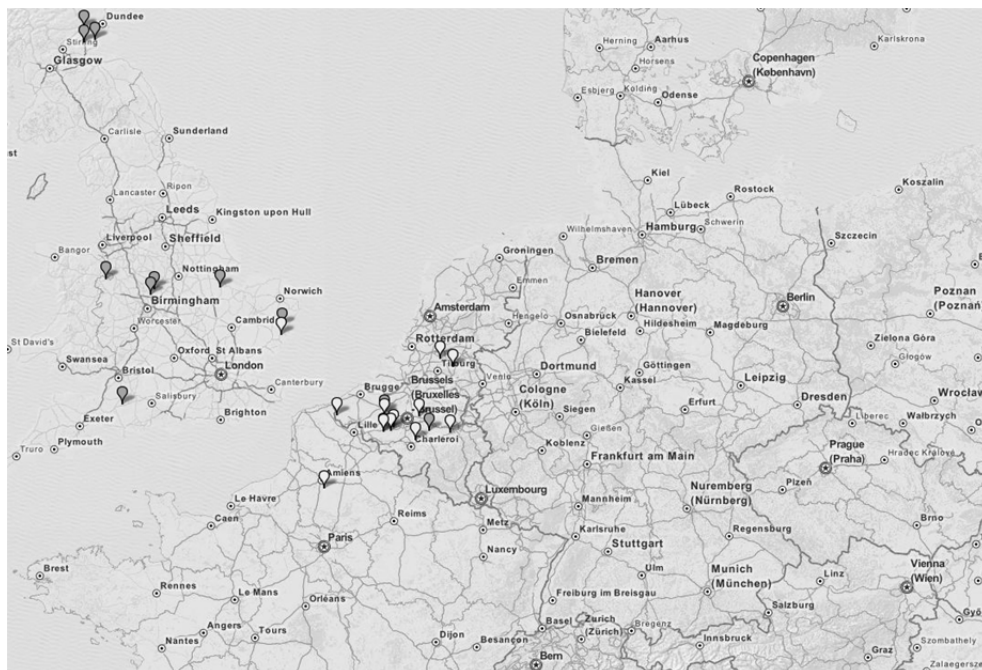 Dundee
Stirling
Glasgow
Carlisle
Sunderland
est
Lancaster
Ripon
Leeds
Kingston upon Hull
Bangor
Liverpool
Sheffield
Nottingham
Norwich
Birmingham
Worcester
Cambrid
St David's
Swansea
Oxford
St Albans
London
Bristol
Canterbury
Salisbury
Brighton
Exeter
Plymouth
Truro
Herning
Aarhus
Horsens
Esbjerg
Kolding
Odense
Copenhagen
(København)
Karlskrona
Kiel
Rostock
Lübeck
Koszalin
Wilhelmshaven
Hamburg
Schwerin
Szczecin
Groningen
Bremen
Emmen
Amsterdam
Hengelo
Osnabrück
Hanover
(Hannover)
Bielefeld
Hildesheim
Magdeburg
Berlin
Poznan
(Poznań)
Zielona Góra
Głogów
Rotterdam
Tilburg
Venlo
Dortmund
Göttingen
Kassel
Leipzig
Erfurt
Dresden
Wrocław
Brugge
Brussels
(Bruxelles
Brussel)
Cologne
(Köln)
Siegen
Gießen
Koblenz
Lille
Charleroi
Liberec
Wałbrzych
O
Frankfurt am Main
Prague
(Praha)
Hradec Králové
Plzeň
Amiens
Luxembourg
Mannheim
Nuremberg
(Nürnberg)
Le Havre
Caen
Reims
Metz
Karlsruhe
Regensburg
Brno
Paris
Nancy
Stuttgart
Brest
Rennes
Le Mans
Orléans
Ulm
Munich
(München)
Linz
Vienna
(Wien)
Freiburg im Breisgau
Salzburg
Győ
Nantes
Angers
Tours
Dijon
Besançon
Basel
Zurich
(Zürich)
Bregenz
Innsbruck
Bern
Graz
Szombathely
Zalaegersze